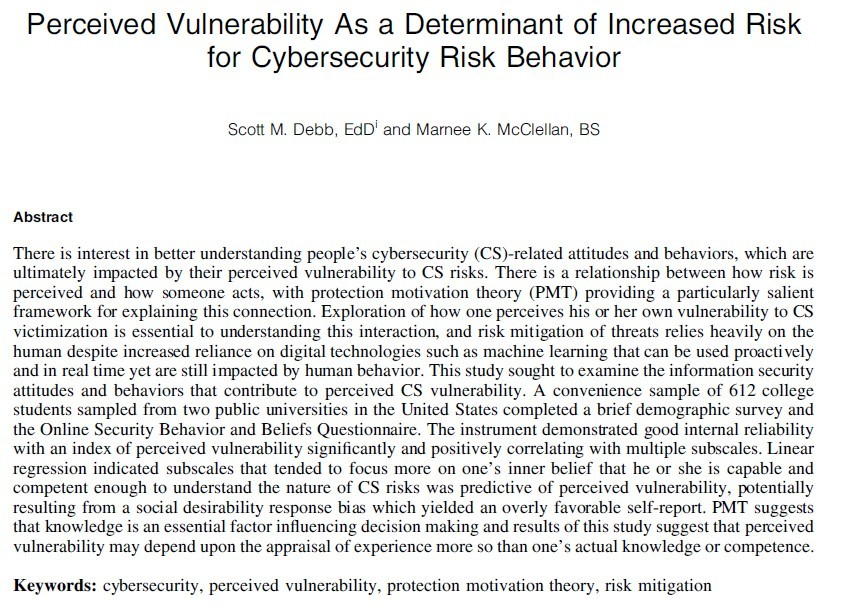 Perceived Vulnerability As a Determinant of Increased Risk
for Cybersecurity Risk Behavior
Scott M. Debb, EdDⁱ and Marnee K. McClellan, BS
Abstract
There is interest in better understanding people's cybersecurity (CS)-related attitudes and behaviors, which are
ultimately impacted by their perceived vulnerability to CS risks. There is a relationship between how risk is
perceived and how someone acts, with protection motivation theory (PMT) providing a particularly salient
framework for explaining this connection. Exploration of how one perceives his or her own vulnerability to CS
victimization is essential to understanding this interaction, and risk mitigation of threats relies heavily on the
human despite increased reliance on digital technologies such as machine learning that can be used proactively
and in real time yet are still impacted by human behavior. This study sought to examine the information security
attitudes and behaviors that contribute to perceived CS vulnerability. A convenience sample of 612 college
students sampled from two public universities in the United States completed a brief demographic survey and
the Online Security Behavior and Beliefs Questionnaire. The instrument demonstrated good internal reliability
with an index of perceived vulnerability significantly and positively correlating with multiple subscales. Linear
regression indicated subscales that tended to focus more on one's inner belief that he or she is capable and
competent enough to understand the nature of CS risks was predictive of perceived vulnerability, potentially
resulting from a social desirability response bias which yielded an overly favorable self-report. PMT suggests
that knowledge is an essential factor influencing decision making and results of this study suggest that perceived
vulnerability may depend upon the appraisal of experience more so than one's actual knowledge or competence.
Keywords: cybersecurity, perceived vulnerability, protection motivation theory, risk mitigation